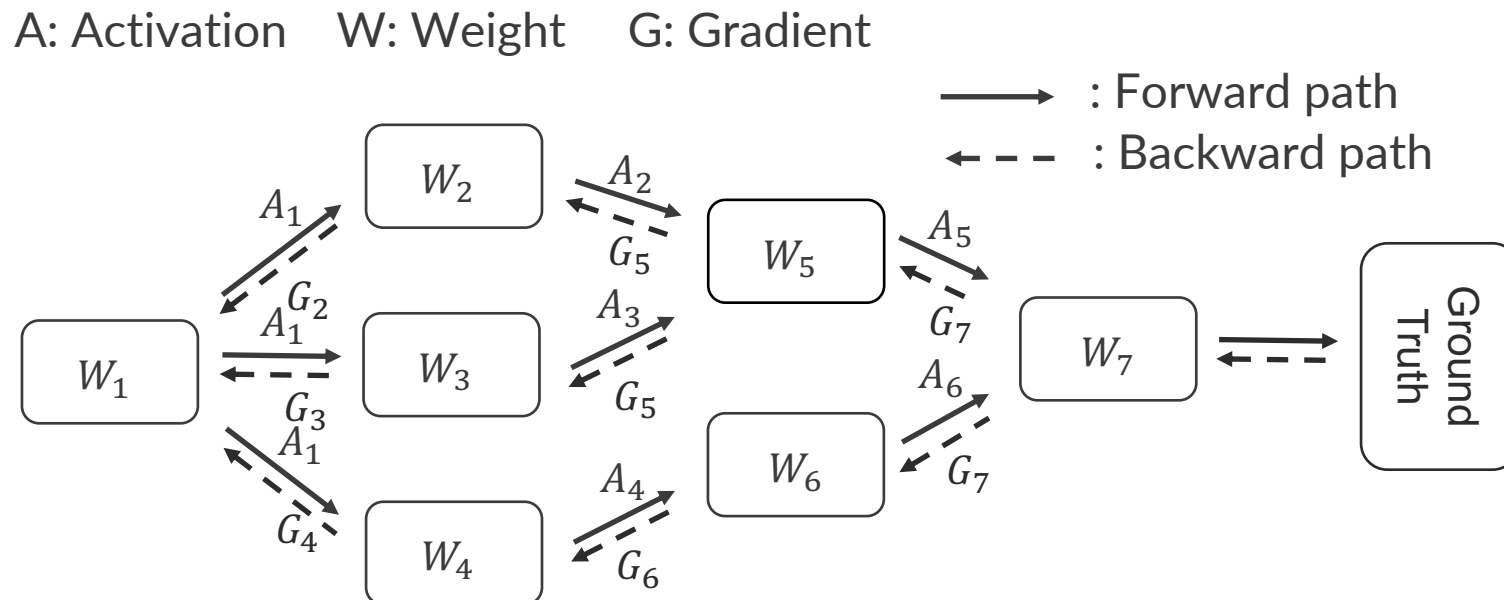 A: Activation W: Weight G: Gradient
: Forward path
: Backward path
W₂
A₁
A₂
G₅
W₅
A₅
G₂
A₁
A₃
G₇
Ground
Truth
W₁
W₃
W₇
G₃
G₅
A₆
A₁
A₄
W₆
G₇
G₄
W₄
G₆